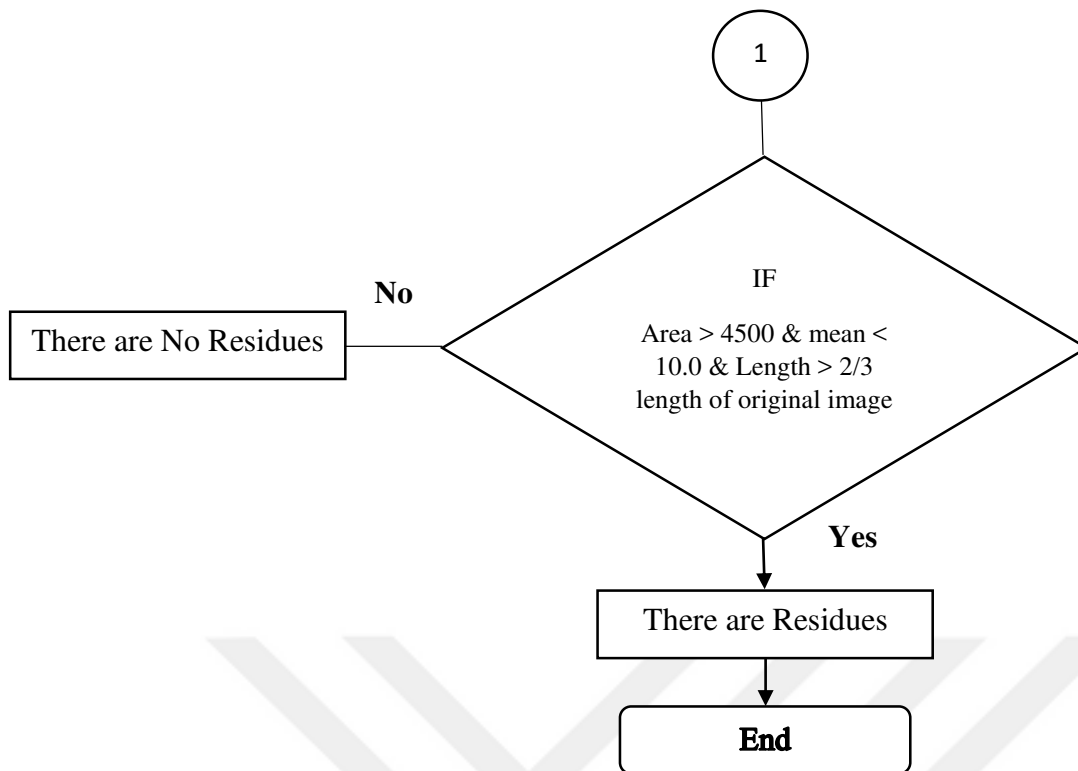 1
IF
No
Area > 4500 & mean <
There are No Residues
10.0 & Length > 2/3
length of original image
Yes
There are Residues
End